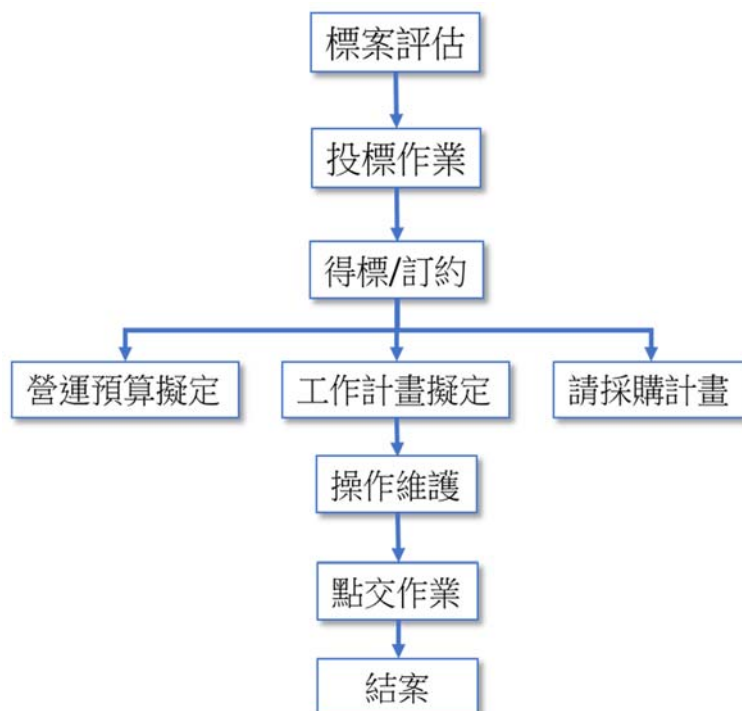 標案評估
投標作業
得標/訂約
營運預算擬定
工作計畫擬定
請採購計畫
操作維護
點交作業
結案